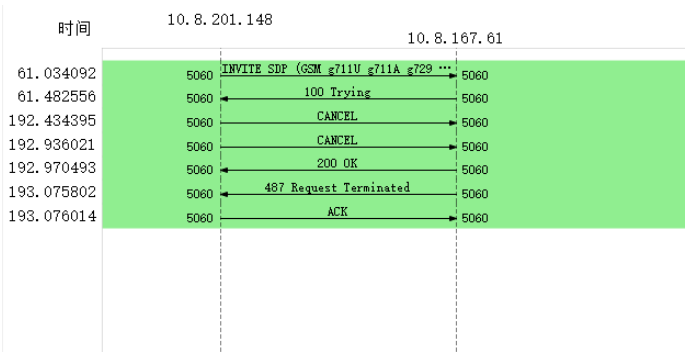 时间
10.8.201.148
10.8.167.61
61.034092 5060 INVITE SDP (GSM g711U g711A g729 ··· 5060
61.482556 5060 100 Trying 5060
192.434395 5060 CANCEL 5060
192.936021 5060 CANCEL 5060
192.970493 5060 200 OK 5060
193.075802 5060 487 Request Terminated 5060
193.076014 5060 ACK 5060